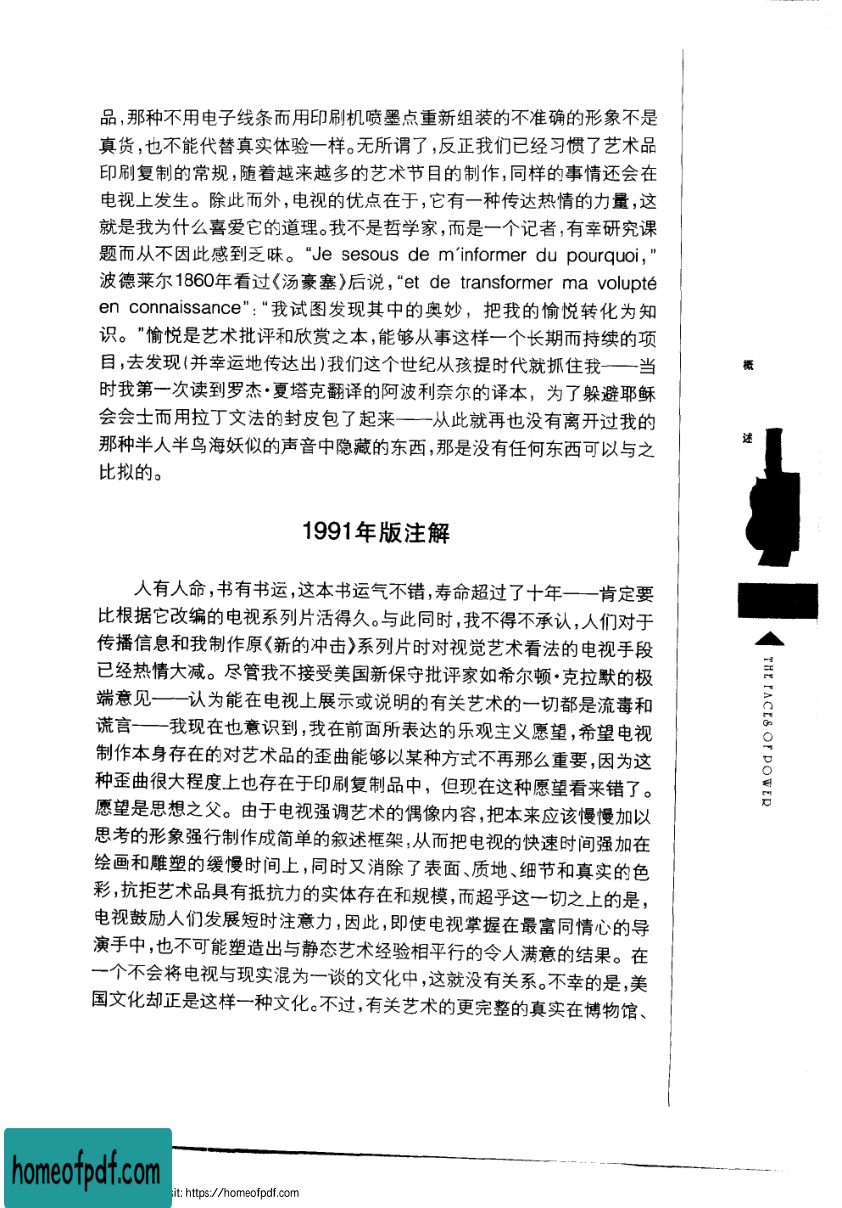 品,那种不用电子线条而用印刷机喷墨点重新组装的不准确的形象不是
真货,也不能代替真实体验一样。无所谓了,反正我们已经习惯了艺术品
印刷复制的常规,随着越来越多的艺术节目的制作,同样的事情还会在
电视上发生。除此而外,电视的优点在于,它有一种传达热情的力量,这
就是我为什么喜爱它的道理。我不是哲学家,而是一个记者,有幸研究课
题而从不因此感到乏味。“Je sesous de m´informer du pourquoi,"
波德莱尔1860年看过《汤豪塞》后说,“et de transformer ma volupté
en connaissance”:“我试图发现其中的奥妙，把我的愉悦转化为知
识。”愉悦是艺术批评和欣赏之本,能够从事这样一个长期而持续的项
目,去发现(并幸运地传达出)我们这个世纪从孩提时代就抓住我——当
时我第一次读到罗杰·夏塔克翻译的阿波利奈尔的译本，为了躲避耶稣
会会士而用拉丁文法的封皮包了起来——从此就再也没有离开过我的
那种半人半鸟海妖似的声音中隐藏的东西,那是没有任何东西可以与之
比拟的。
1991年版注解
人有人命,书有书运,这本书运气不错,寿命超过了十年——肯定要
比根据它改编的电视系列片活得久。与此同时,我不得不承认,人们对于
传播信息和我制作原《新的冲击》系列片时对视觉艺术看法的电视手段
已经热情大减。尽管我不接受美国新保守批评家如希尔顿·克拉默的极
端意见——认为能在电视上展示或说明的有关艺术的一切都是流毒和
谎言——我现在也意识到,我在前面所表达的乐观主义愿望,希望电视
制作本身存在的对艺术品的歪曲能够以某种方式不再那么重要,因为这
种歪曲很大程度上也存在于印刷复制品中，但现在这种愿望看来错了。
愿望是思想之父。由于电视强调艺术的偶像内容,把本来应该慢慢加以
思考的形象强行制作成简单的叙述框架,从而把电视的快速时间强加在
绘画和雕塑的缓慢时间上,同时又消除了表面、质地、细节和真实的色
彩,抗拒艺术品具有抵抗力的实体存在和规模,而超乎这一切之上的是,
电视鼓励人们发展短时注意力,因此,即使电视掌握在最富同情心的导
演手中,也不可能塑造出与静态艺术经验相平行的令人满意的结果。在
一个不会将电视与现实混为一谈的文化中,这就没有关系。不幸的是,美
国文化却正是这样一种文化。不过,有关艺术的更完整的真实在博物馆、
概
述
THE FACES OF POWER
homeofpdf.com
sit: https://homeofpdf.com